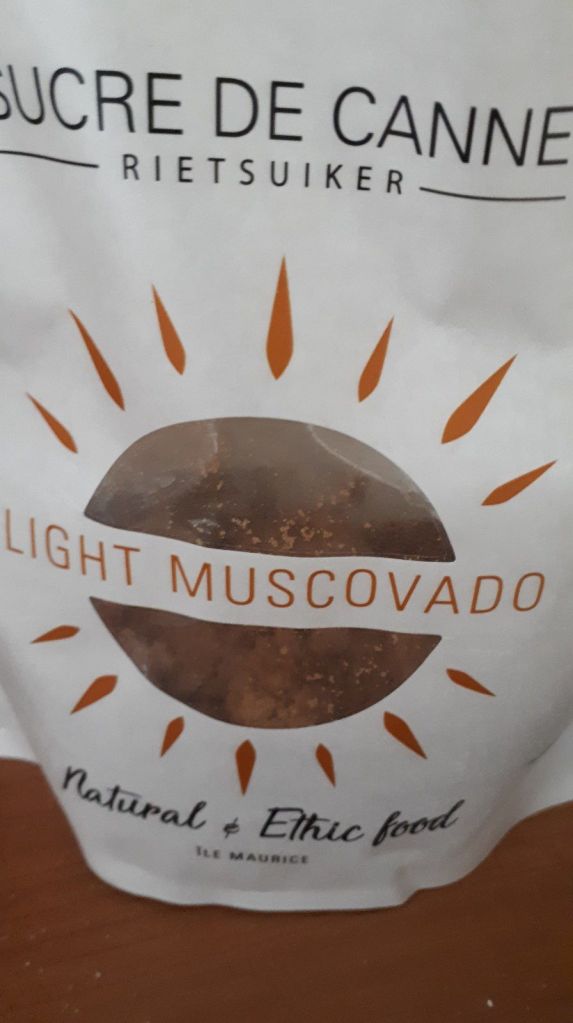 SUCRE DE CANNE
RIETSUIKER
LIGHT MUSCOVADO
Natural & Ethic food
ÎLE MAURICE